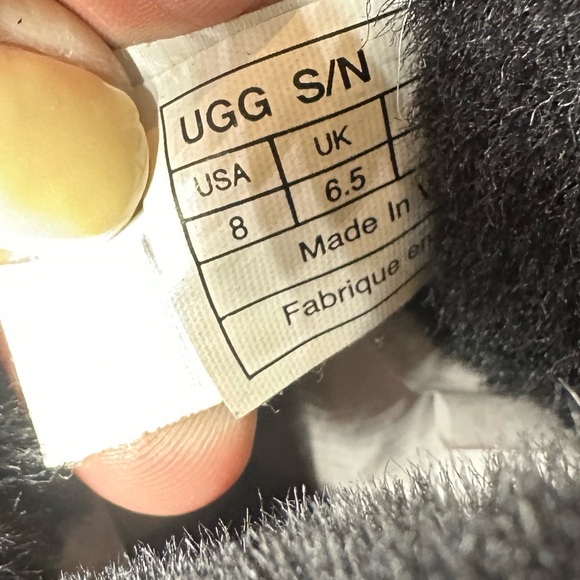 UGG S/N
USA UK
8 6.5
Made In
Fabrique en